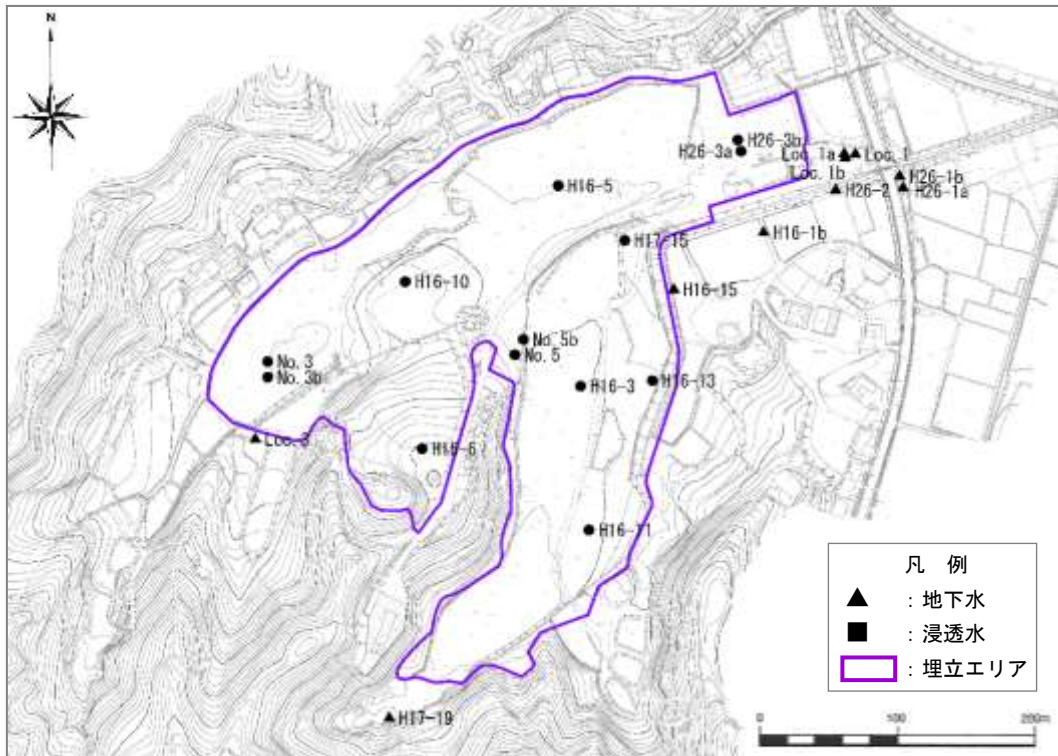 N
H26-3b
H26-3a
Loc. 1a
Loc. 1
Loc. 1b
H26-1b
H26-2
H26-1a
H16-5
H16-1b
H17-15
H16-10
H16-15
No. 5b
No. 5
No. 3
No. 3b
H16-3
H16-13
Loc. 3
H16-6
H16-11
H17-19
凡 例
▲ : 地下水
■ : 浸透水
: 埋立エリア
0 100 200m